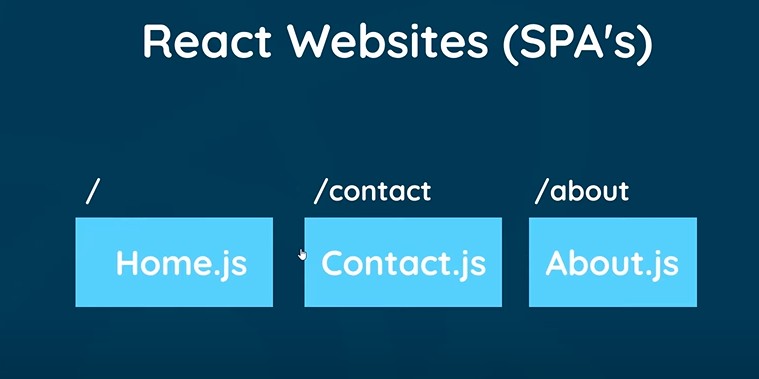 React Websites (SPA's)
/ /contact /about
Home.js Contact.js About.js